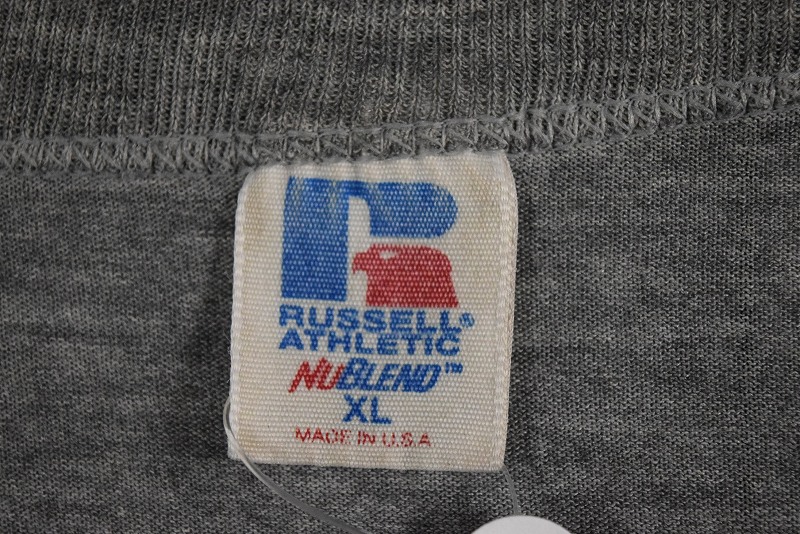 RUSSELL®
ATHLETIC
NUBLEND™
XL
MADE IN U.S.A